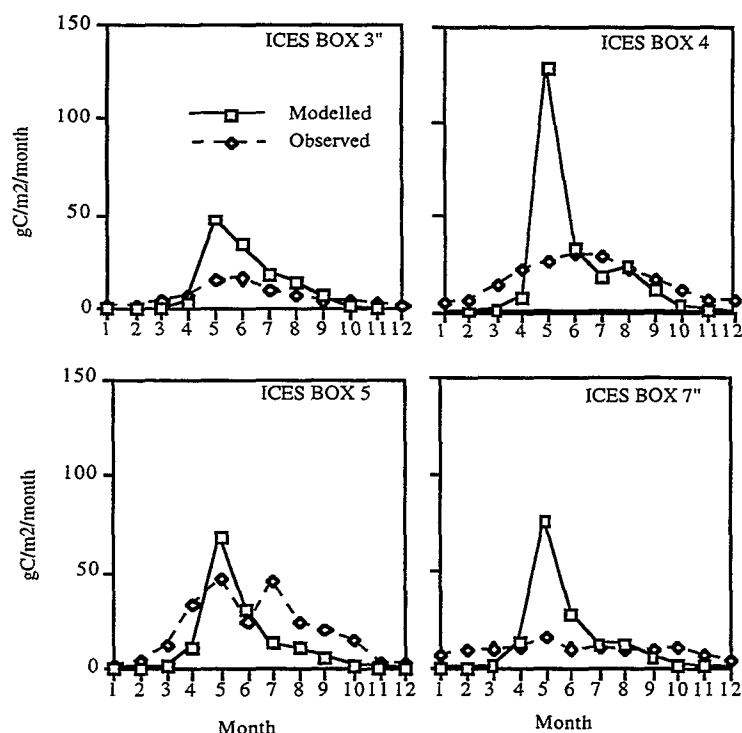 150
ICES BOX 3"
ICES BOX 4
100
Modelled
Observed
gC/m2/month
50
0
1 2 3 4 5 6 7 8 9 10 11 12
1 2 3 4 5 6 7 8 9 10 11 12
150
ICES BOX 5
ICES BOX 7"
100
gC/m2/month
50
0
1 2 3 4 5 6 7 8 9 10 11 12
1 2 3 4 5 6 7 8 9 10 11 12
Month
Month